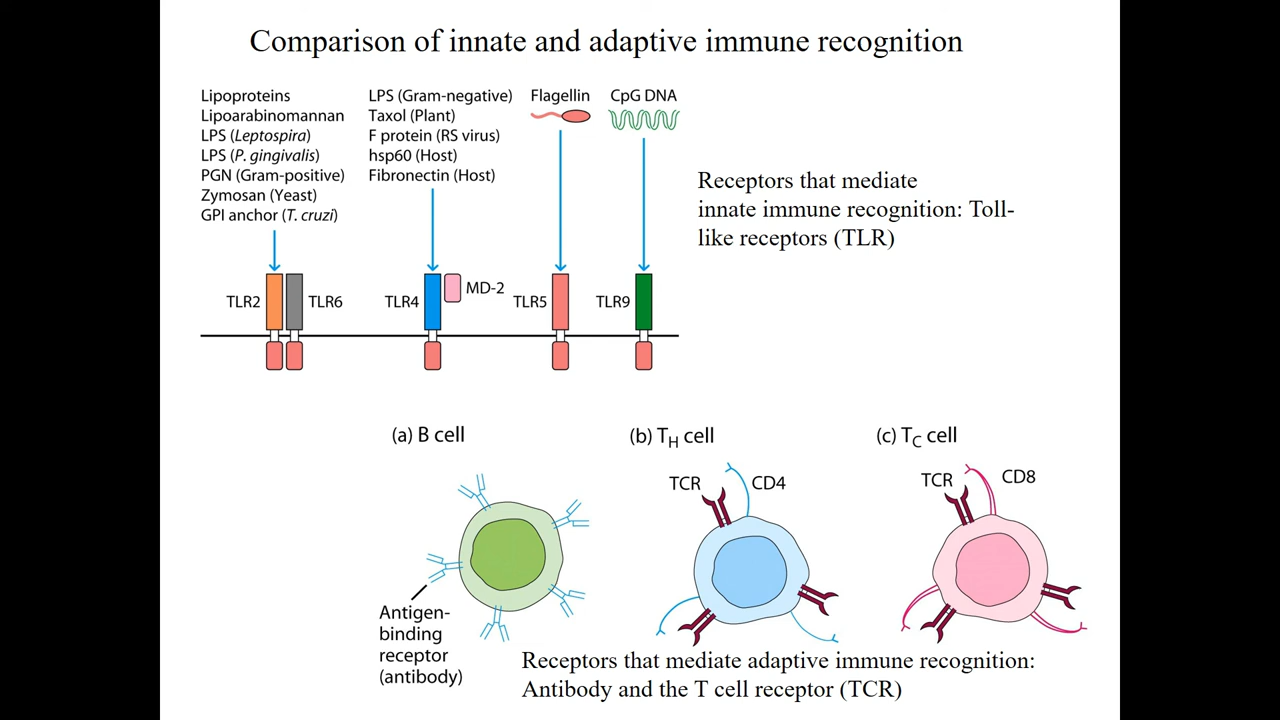 Comparison of innate and adaptive immune recognition
Lipoproteins
Lipoarabinomannan
LPS (Leptospira)
LPS (P. gingivalis)
PGN (Gram-positive)
Zymosan (Yeast)
GPI anchor (T. cruzi)
LPS (Gram-negative)
Taxol (Plant)
F protein (RS virus)
hsp60 (Host)
Fibronectin (Host)
Flagellin
CpG DNA
Receptors that mediate
innate immune recognition: Toll-
like receptors (TLR)
TLR2
TLR6
TLR4
MD-2
TLR5
TLR9
(a) B cell
Antigen-
binding
receptor
(antibody)
(b) TH cell
TCR
CD4
(c) TC cell
TCR
CD8
Receptors that mediate adaptive immune recognition:
Antibody and the T cell receptor (TCR)